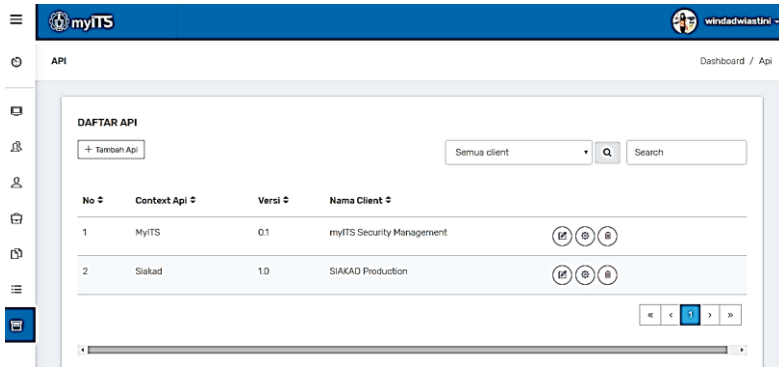 myITS
windadwiastini
API
Dashboard / Api
DAFTAR API
+ Tambah Api
Semua client
Search
No Context Api Versi Nama Client
1 MyITS 0.1 myITS Security Management
2 Siakad 1.0 SIAKAD Production
« ‹ 1 › »